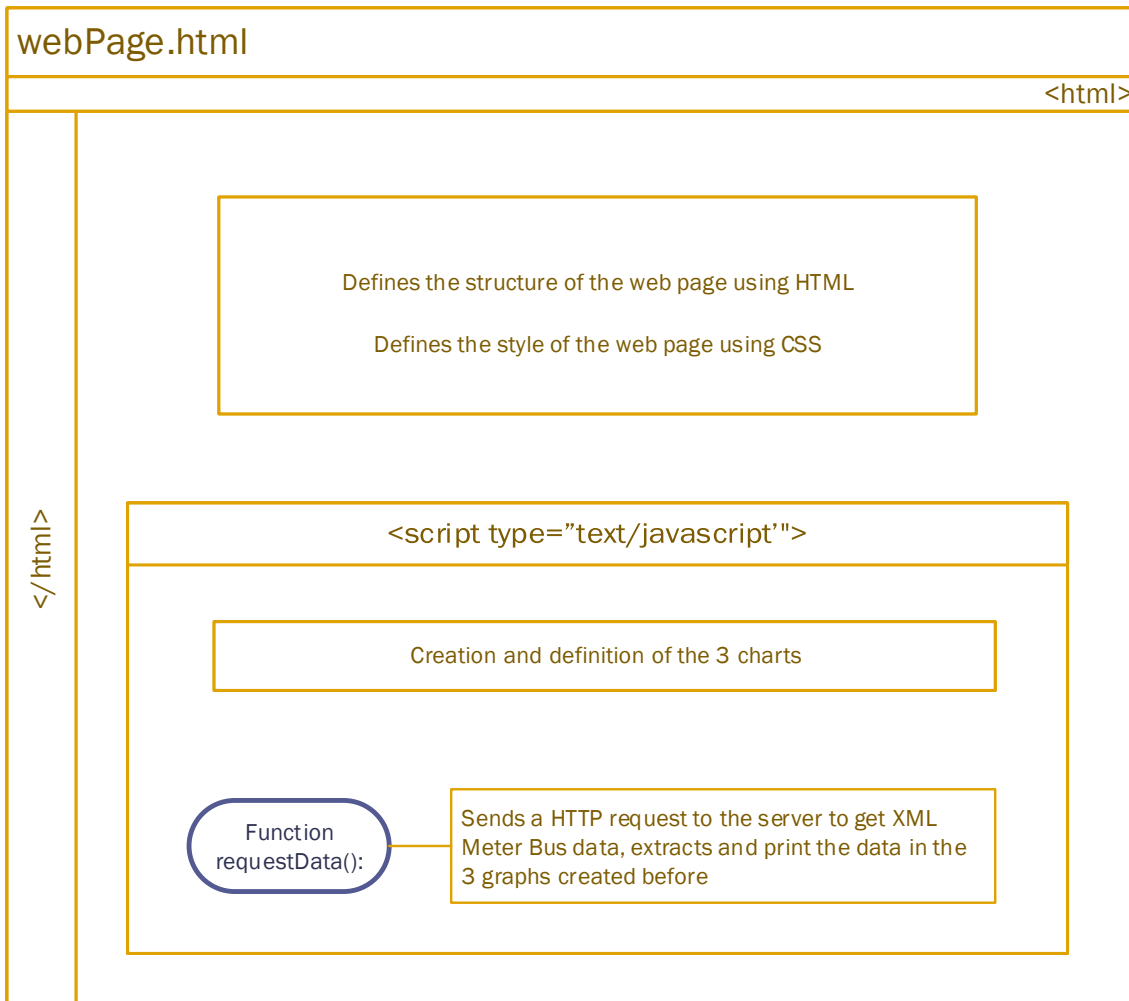 webPage.html
<html>
Defines the structure of the web page using HTML
Defines the style of the web page using CSS
</html>
<script type=”text/javascript’">
Creation and definition of the 3 charts
Function
requestData():
Sends a HTTP request to the server to get XML
Meter Bus data, extracts and print the data in the
3 graphs created before